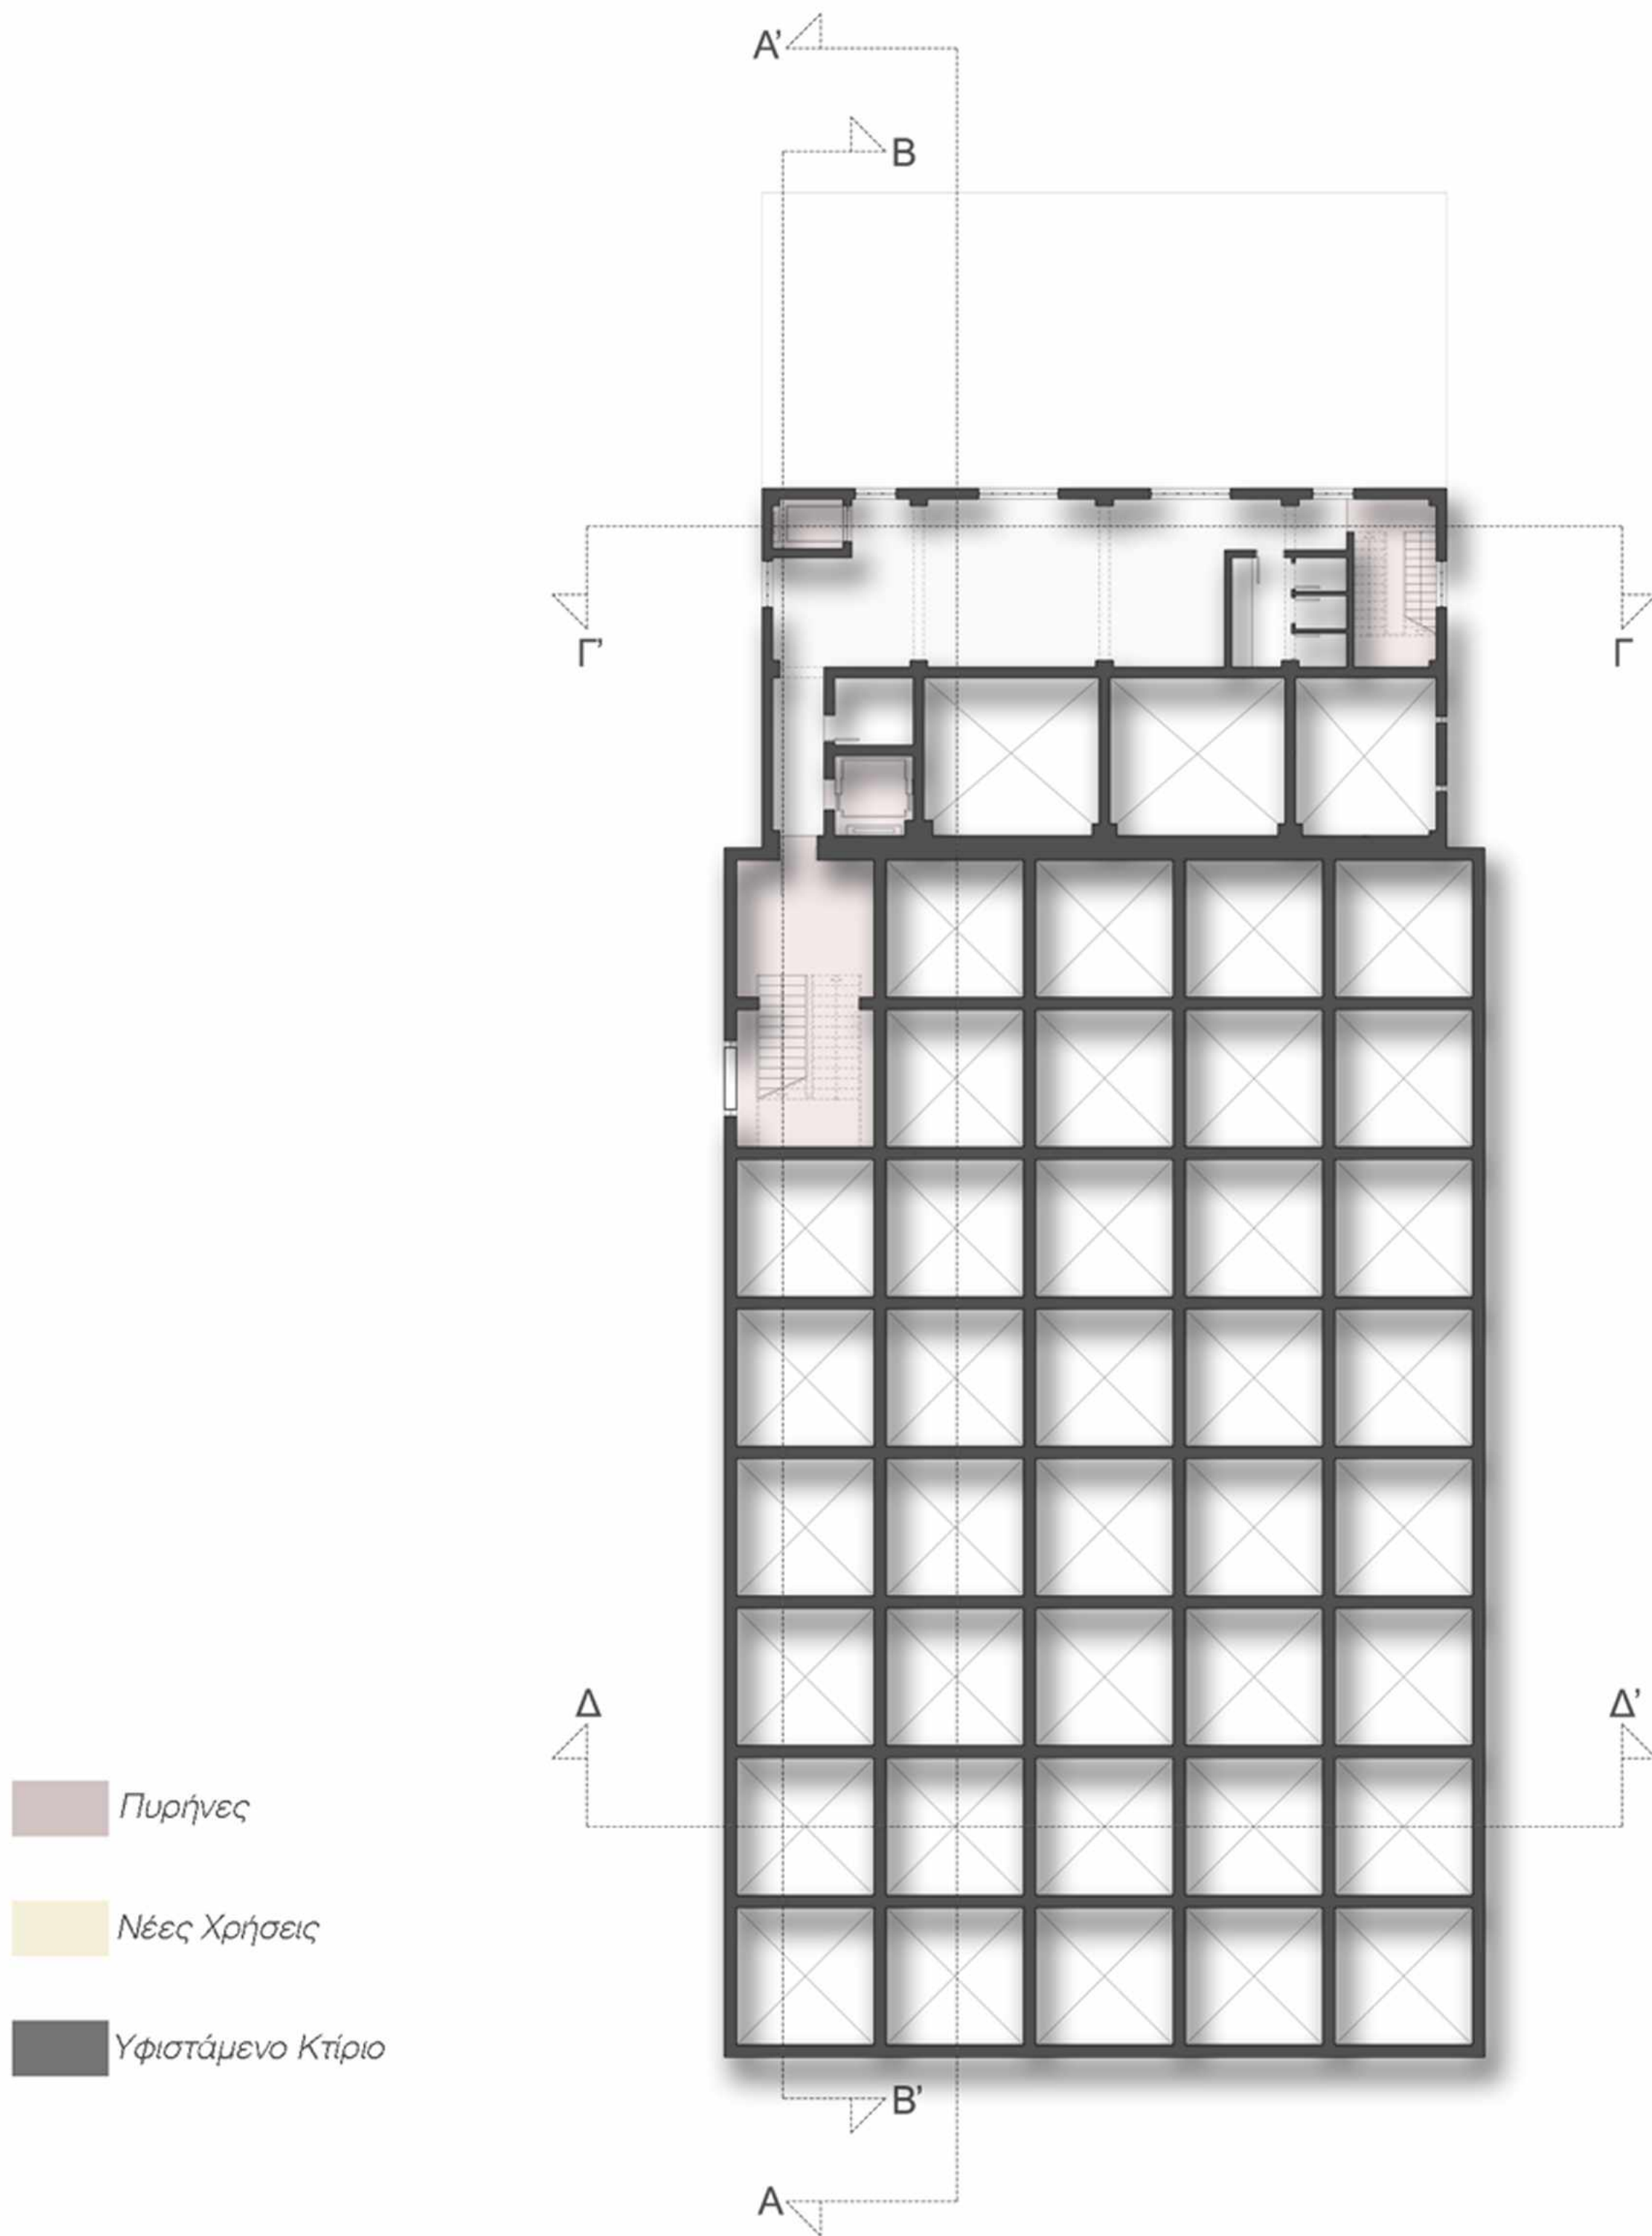 Α’
Β
Γ’
Γ
Δ
Δ’
Πυρήνες
Νέες Χρήσεις
Υφιστάμενο Κτίριο
Β’
Α